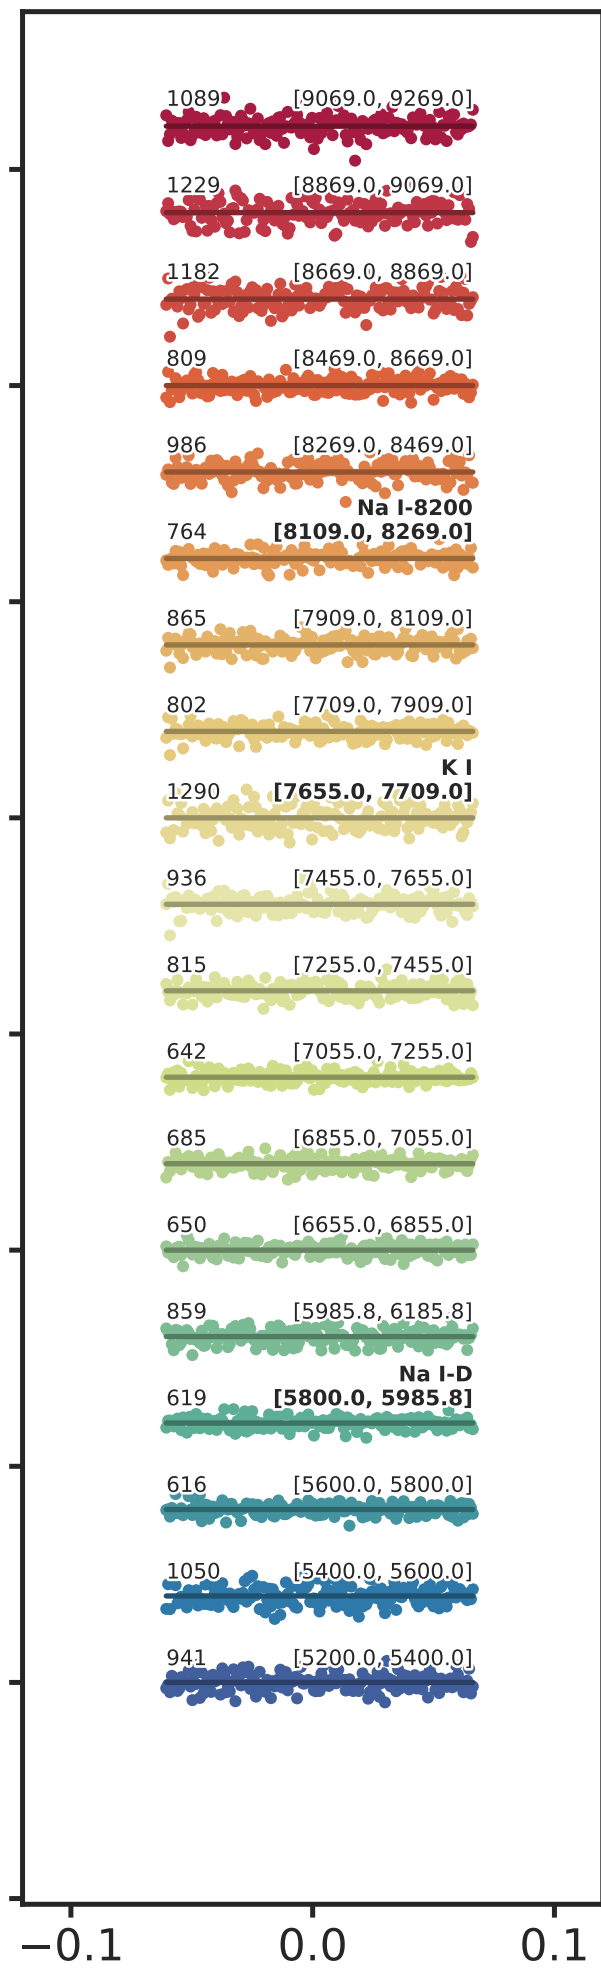 1089 [9069.0, 9269.0]
1229 [8869.0, 9069.0]
1182 [8669.0, 8869.0]
809 [8469.0, 8669.0]
986 [8269.0, 8469.0]
Na I-8200
764 [8109.0, 8269.0]
865 [7909.0, 8109.0]
802 [7709.0, 7909.0]
K I
1290 [7655.0, 7709.0]
936 [7455.0, 7655.0]
815 [7255.0, 7455.0]
642 [7055.0, 7255.0]
685 [6855.0, 7055.0]
650 [6655.0, 6855.0]
859 [5985.8, 6185.8]
Na I-D
619 [5800.0, 5985.8]
616 [5600.0, 5800.0]
1050 [5400.0, 5600.0]
941 [5200.0, 5400.0]
−0.1 0.0 0.1